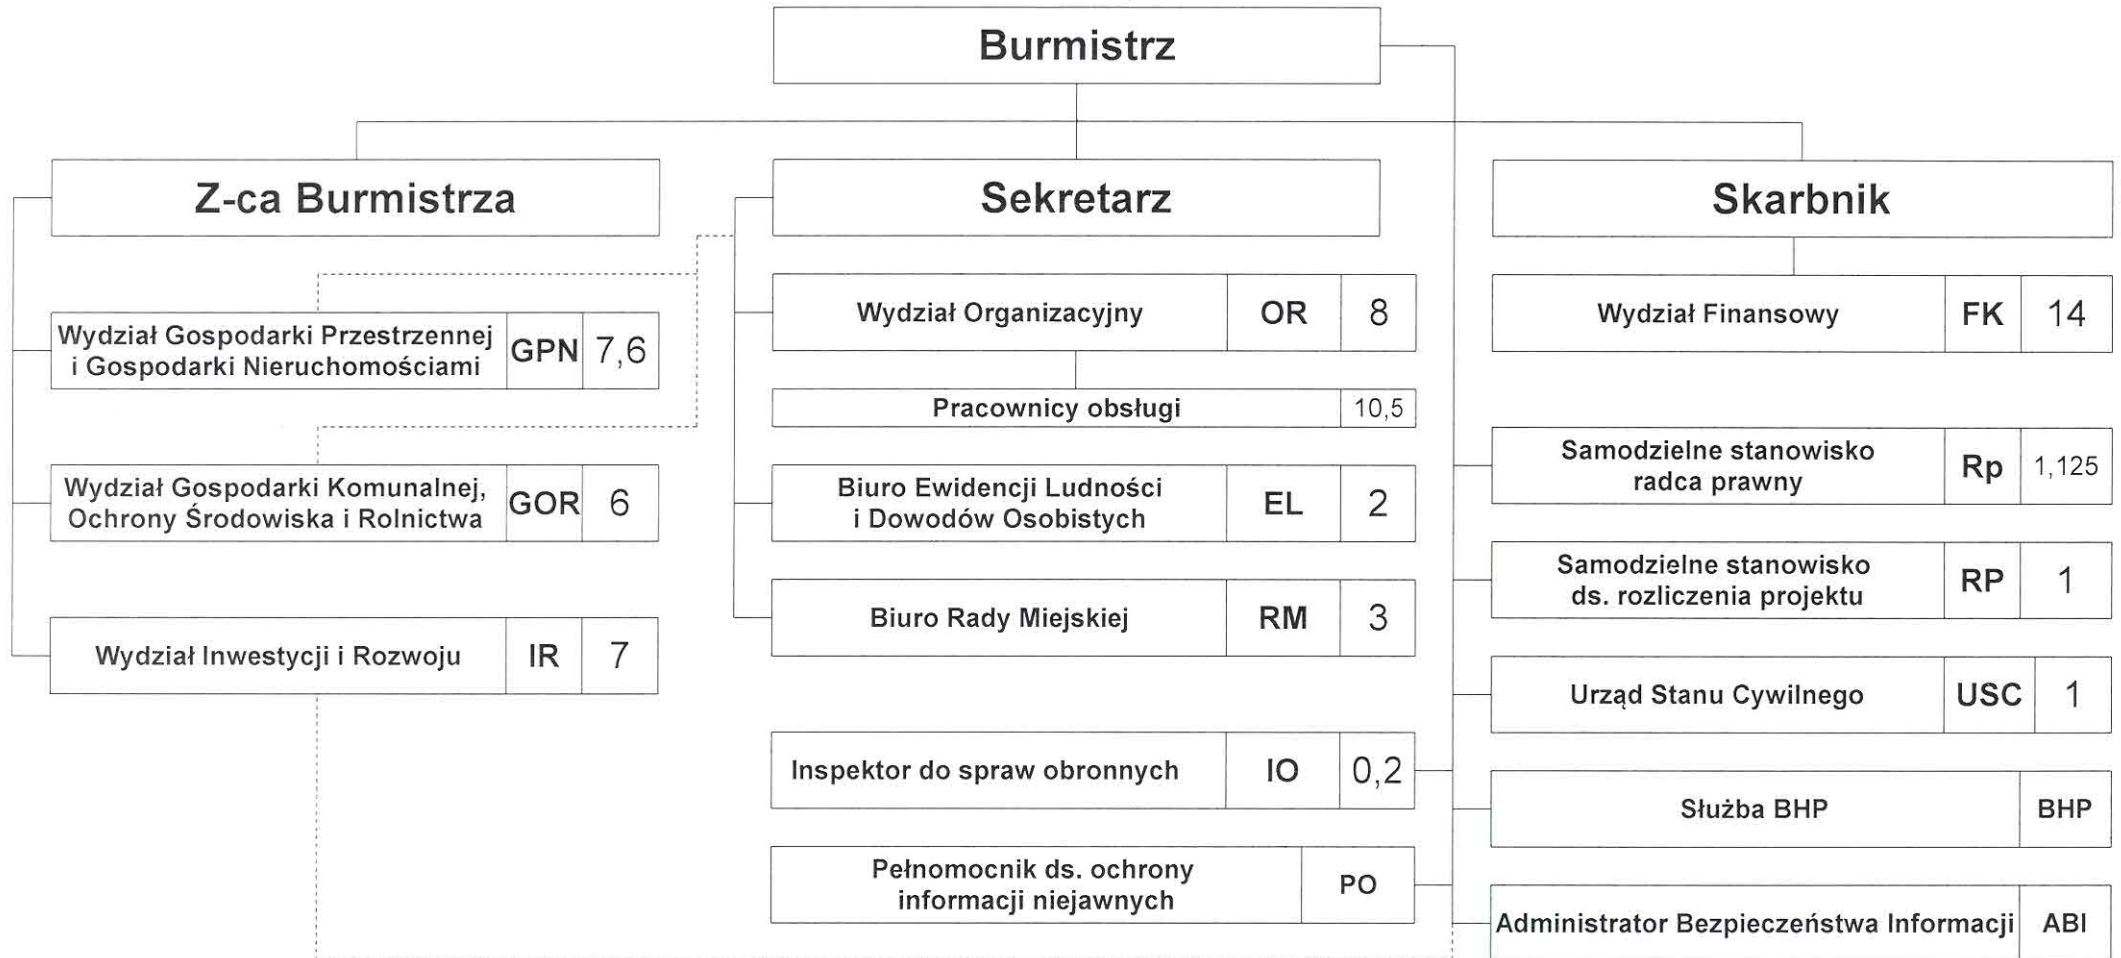 Burmistrz
Z-ca Burmistrza
Wydział Gospodarki Przestrzennej
i Gospodarki Nieruchomościami
GPN
7,6
Wydział Gospodarki Komunalnej,
Ochrony Środowiska i Rolnictwa
GOR
6
Wydział Inwestycji i Rozwoju
IR
7
Sekretarz
Wydział Organizacyjny
OR
8
Pracownicy obsługi
10,5
Biuro Ewidencji Ludności
i Dowodów Osobistych
EL
2
Biuro Rady Miejskiej
RM
3
Inspektor do spraw obronnych
IO
0,2
Pełnomocnik ds. ochrony
informacji niejawnych
PO
Skarbnik
Wydział Finansowy
FK
14
Samodzielne stanowisko
radca prawny
Rp
1,125
Samodzielne stanowisko
ds. rozliczenia projektu
RP
1
Urząd Stanu Cywilnego
USC
1
Służba BHP
BHP
Administrator Bezpieczeństwa Informacji
ABI